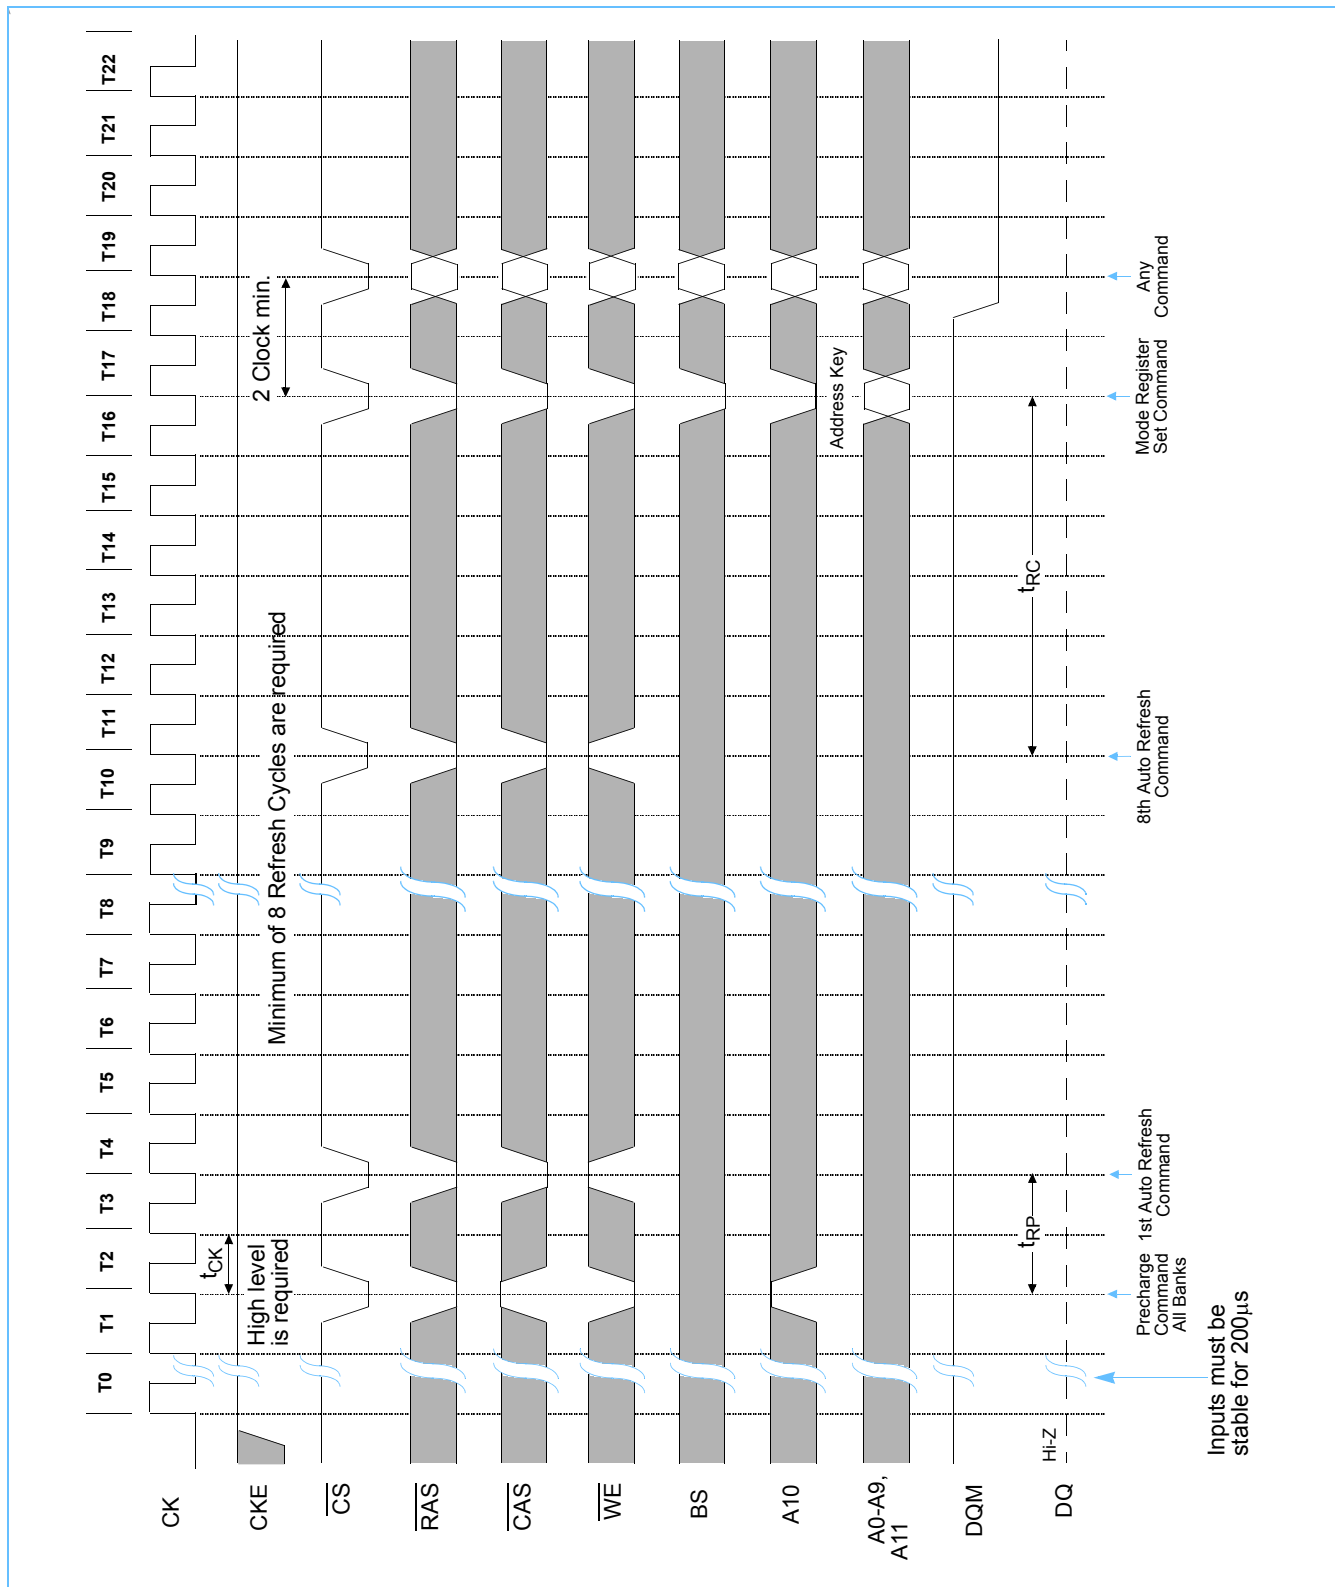 T0 T1 T2 T3 T4 T5 T6 T7 T8 T9 T10 T11 T12 T13 T14 T15 T16 T17 T18 T19 T20 T21 T22
CK
tCK
CKE
High level
is required
Minimum of 8 Refresh Cycles are required
2 Clock min.
CS
RAS
CAS
WE
BS
A10
Address Key
A0-A9,
A11
DQM
tRP
tRC
Hi-Z
DQ
Precharge
Command
All Banks
1st Auto Refresh
Command
8th Auto Refresh
Command
Mode Register
Set Command
Any
Command
Inputs must be
stable for 200µs